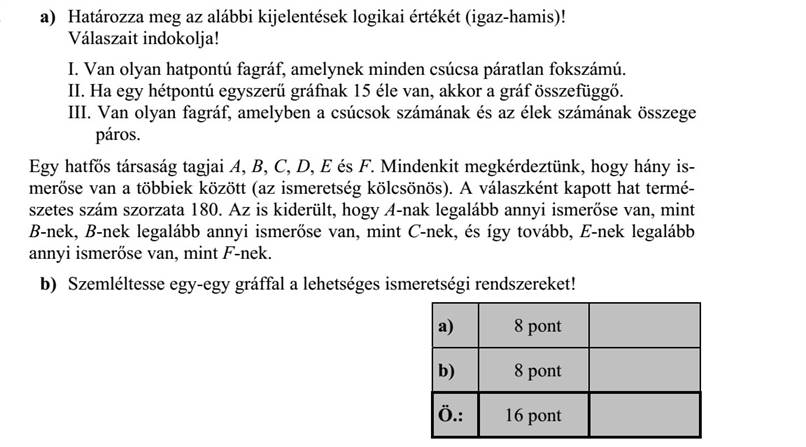 a) Határozza meg az alábbi kijelentések logikai értékét (igaz-hamis)!
Válaszait indokolja!
I. Van olyan hatpontú fagráf, amelynek minden csúcsa páratlan fokszámú.
II. Ha egy hétpontú egyszerű gráfnak 15 éle van, akkor a gráf összefüggő.
III. Van olyan fagráf, amelyben a csúcsok számának és az élek számának összege
páros.
Egy hatfős társaság tagjai A, B, C, D, E és F. Mindenkit megkérdeztünk, hogy hány is-
merőse van a többiek között (az ismeretség kölcsönös). A válaszként kapott hat termé-
szetes szám szorzata 180. Az is kiderült, hogy A-nak legalább annyi ismerőse van, mint
B-nek, B-nek legalább annyi ismerőse van, mint C-nek, és így tovább, E-nek legalább
annyi ismerőse van, mint F-nek.
b) Szemléltesse egy-egy gráffal a lehetséges ismeretségi rendszereket!
a) 8 pont
b) 8 pont
Ö.: 16 pont